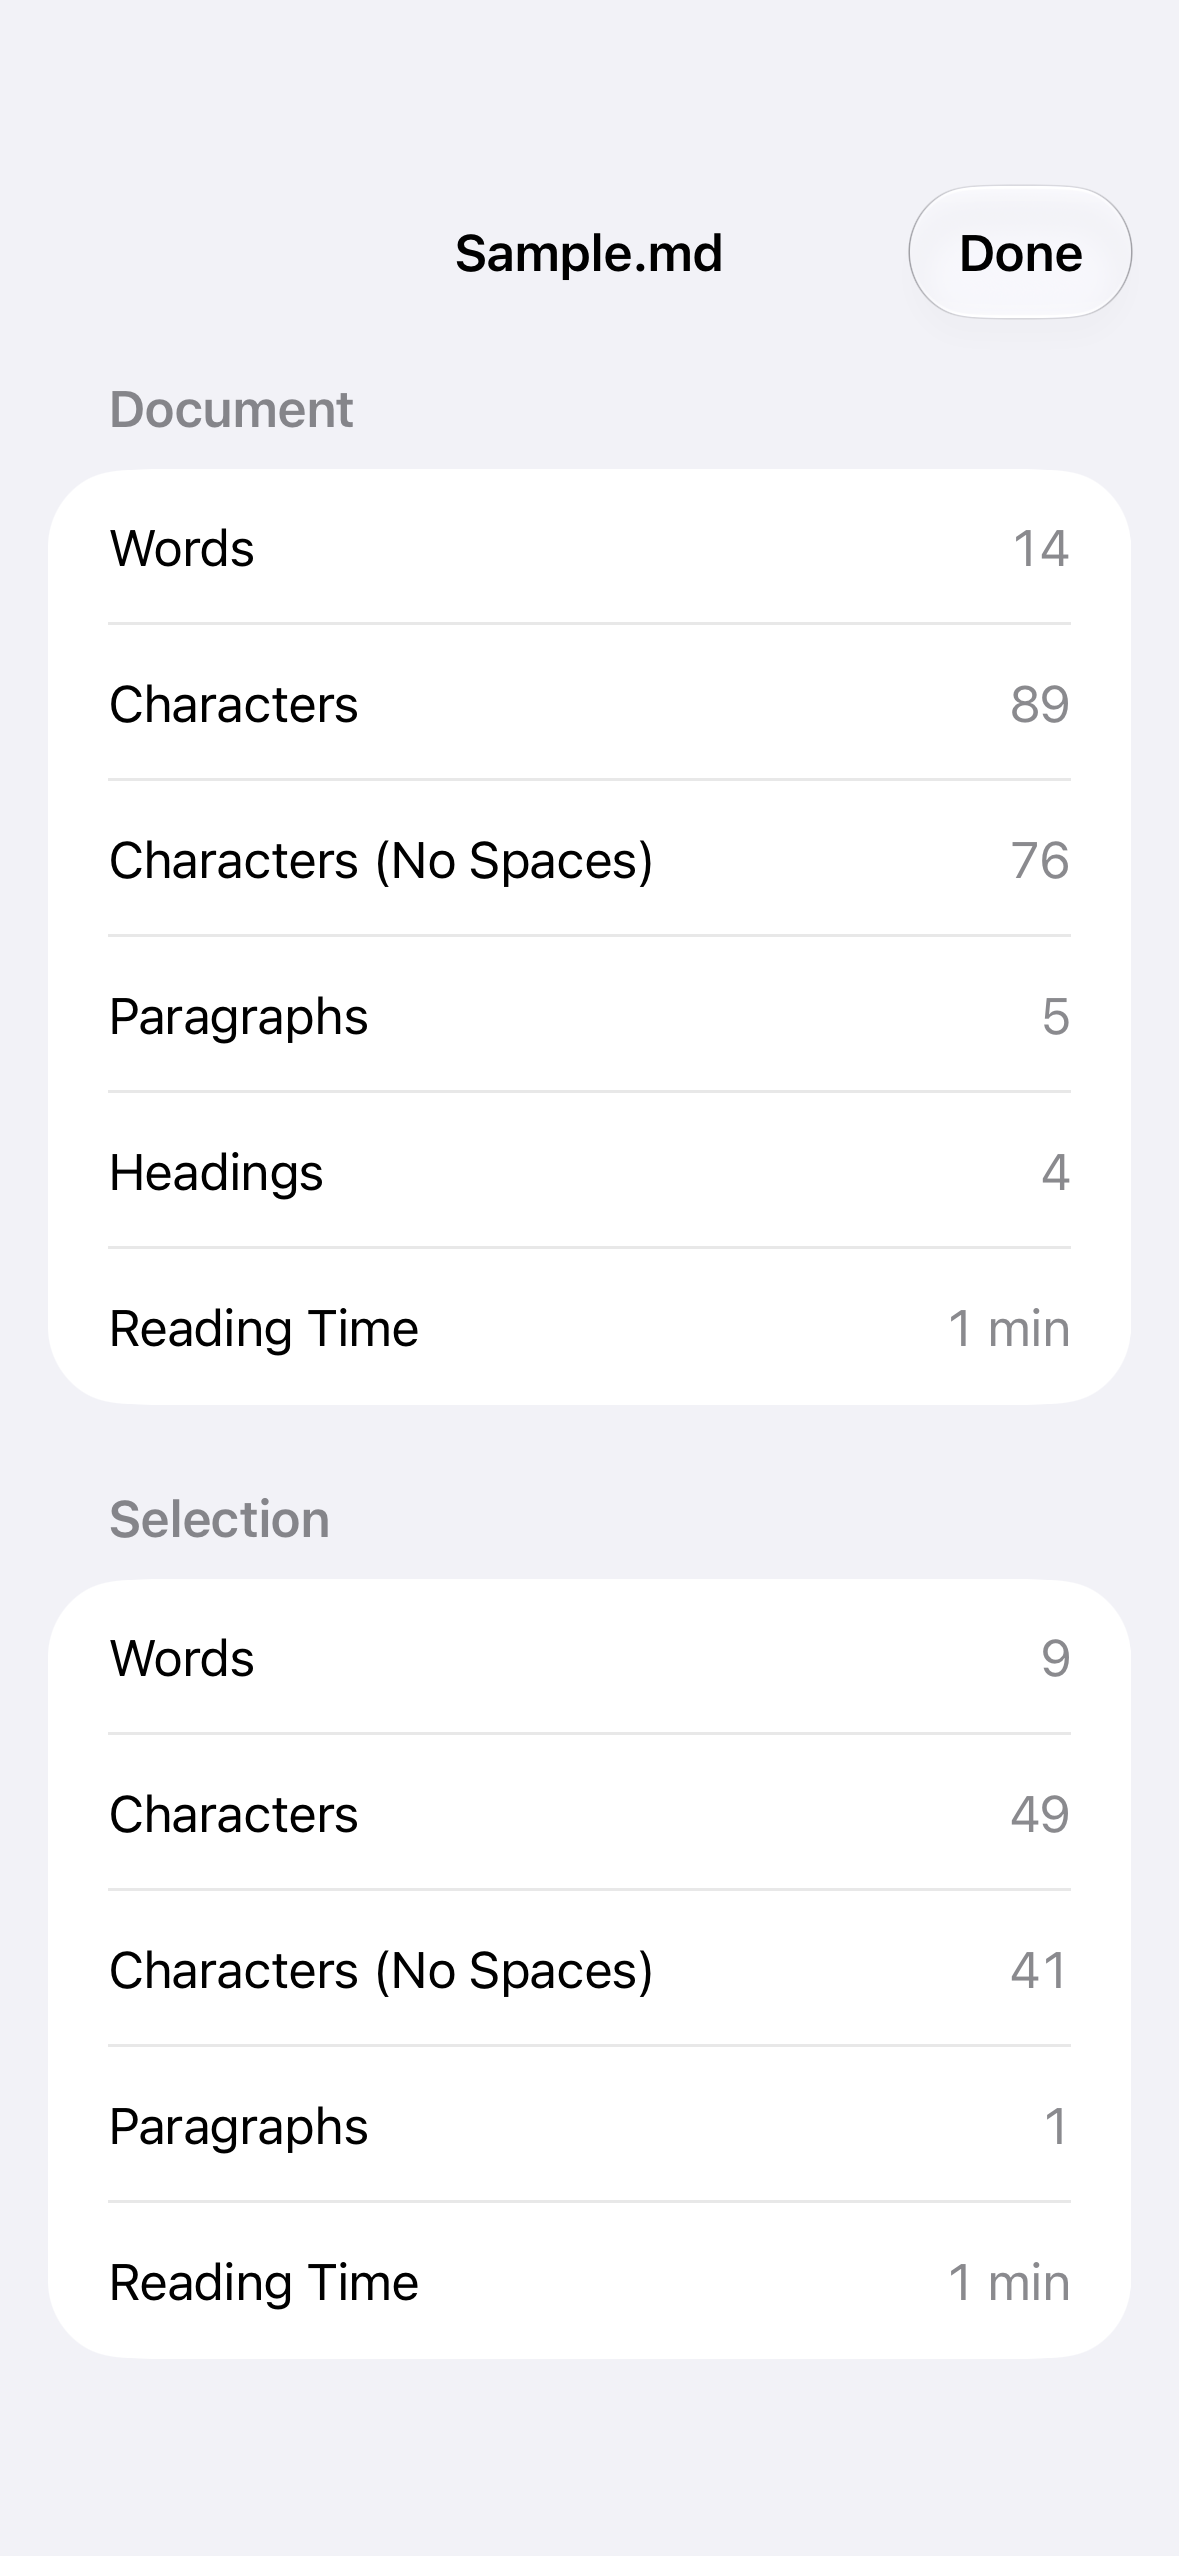 Sample.md
Done
Document
Words 14
Characters 89
Characters (No Spaces) 76
Paragraphs 5
Headings 4
Reading Time 1 min
Selection
Words 9
Characters 49
Characters (No Spaces) 41
Paragraphs 1
Reading Time 1 min